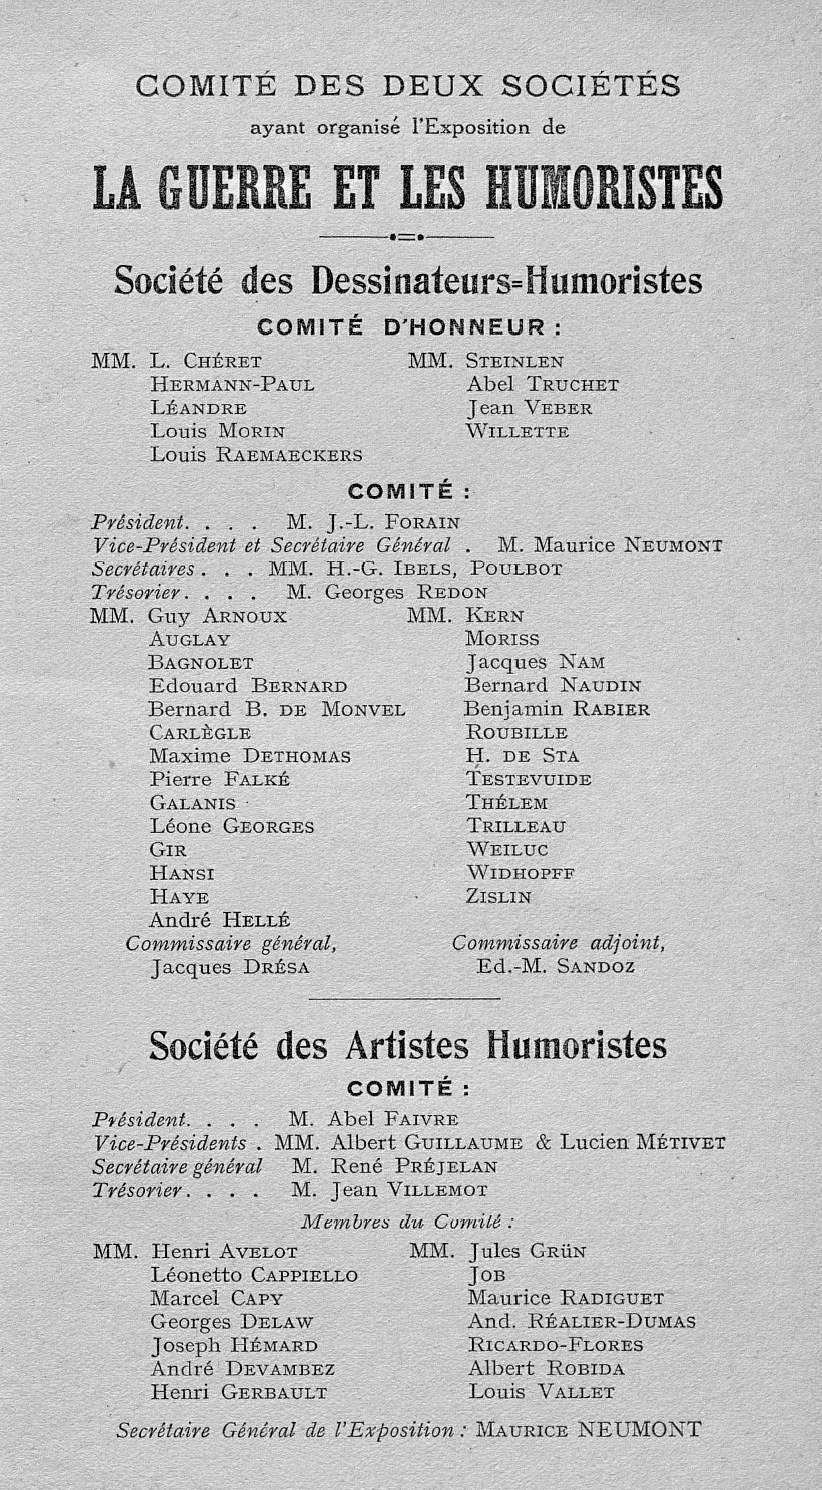 COMITÉ DES DEUX SOCIÉTÉS
ayant organisé l'Exposition de
LA GUERRE ET LES HUMORISTES
Société des Dessinateurs=Humoristes
COMITÉ D'HONNEUR :
MM. L. CHÉRET MM. STEINLEN
HERMANN-PAUL Abel TRUCHET
LÉANDRE Jean VEBER
Louis MORIN WILLETTE
Louis RAEMAECKERS
COMITÉ :
Président. . . . M. J.-L. FORAIN
Vice-Président et Secrétaire Général . M. Maurice NEUMONT
Secrétaires . . . MM. H.-G. IBELS, POULBOT
Trésorier. . . . M. Georges REDON
MM. Guy ARNOUX MM. KERN
AUGLAY MORISS
BAGNOLET Jacques NAM
Edouard BERNARD Bernard NAUDIN
Bernard B. DE MONVEL Benjamin RABIER
CARLÈGLE ROUBILLE
Maxime DETHOMAS H. DE STA
Pierre FALKÉ TESTEVUIDE
GALANIS THÉLEM
Léone GEORGES TRILLEAU
GIR WEILUC
HANSI WIDHOPFF
HAYE ZISLIN
André HELLÉ
Commissaire général, Commissaire adjoint,
Jacques DRÉSA Ed.-M. SANDOZ
Société des Artistes Humoristes
COMITÉ :
Président. . . . M. Abel FAIVRE
Vice-Présidents . MM. Albert GUILLAUME & Lucien MÉTIVET
Secrétaire général M. René PRÉJELAN
Trésorier. . . . M. Jean VILLEMOT
Membres du Comité :
MM. Henri AVELOT MM. Jules GRÜN
Léonetto CAPPIELLO JOB
Marcel CAPY Maurice RADIGUET
Georges DELAW And. RÉALIER-DUMAS
Joseph HÉMARD RICARDO-FLORES
André DEVAMBEZ Albert ROBIDA
Henri GERBAULT Louis VALLET
Secrétaire Général de l'Exposition : MAURICE NEUMONT